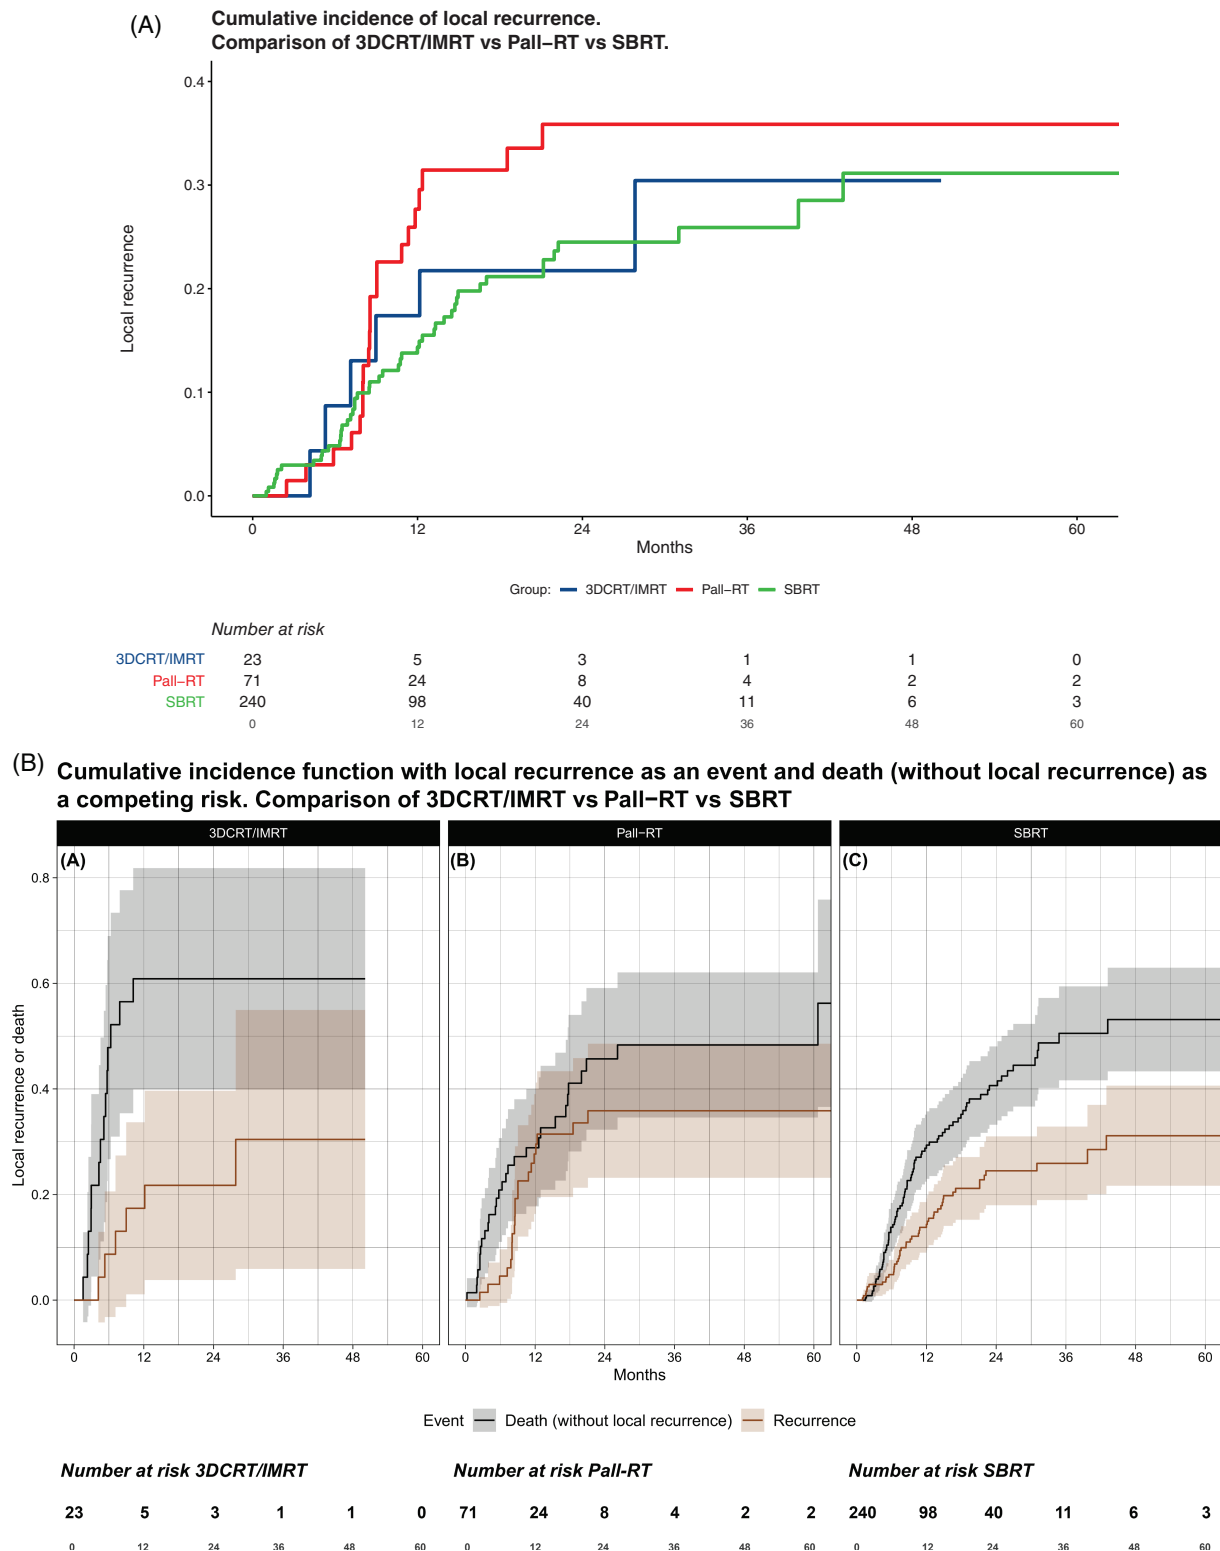 (A)
Cumulative incidence of local recurrence.
Comparison of 3DCRT/IMRT vs Pall−RT vs SBRT.
0.4
0.3
0.2
0.1
0.0
Local recurrence
0 12 24 36 48 60
Months
Group: 3DCRT/IMRT Pall−RT SBRT
Number at risk
3DCRT/IMRT 23 5 3 1 1 0
Pall−RT 71 24 8 4 2 2
SBRT 240 98 40 11 6 3
0 12 24 36 48 60
(B)
Cumulative incidence function with local recurrence as an event and death (without local recurrence) as
a competing risk. Comparison of 3DCRT/IMRT vs Pall−RT vs SBRT
3DCRT/IMRT Pall−RT SBRT
(A) (B) (C)
0.8
0.6
0.4
0.2
0.0
Local recurrence or death
0 12 24 36 48 60 0 12 24 36 48 60 0 12 24 36 48 60
Months
Event Death (without local recurrence) Recurrence
Number at risk 3DCRT/IMRT Number at risk Pall-RT Number at risk SBRT
23 5 3 1 1 0 71 24 8 4 2 2 240 98 40 11 6 3
0 12 24 36 48 60 0 12 24 36 48 60 0 12 24 36 48 60